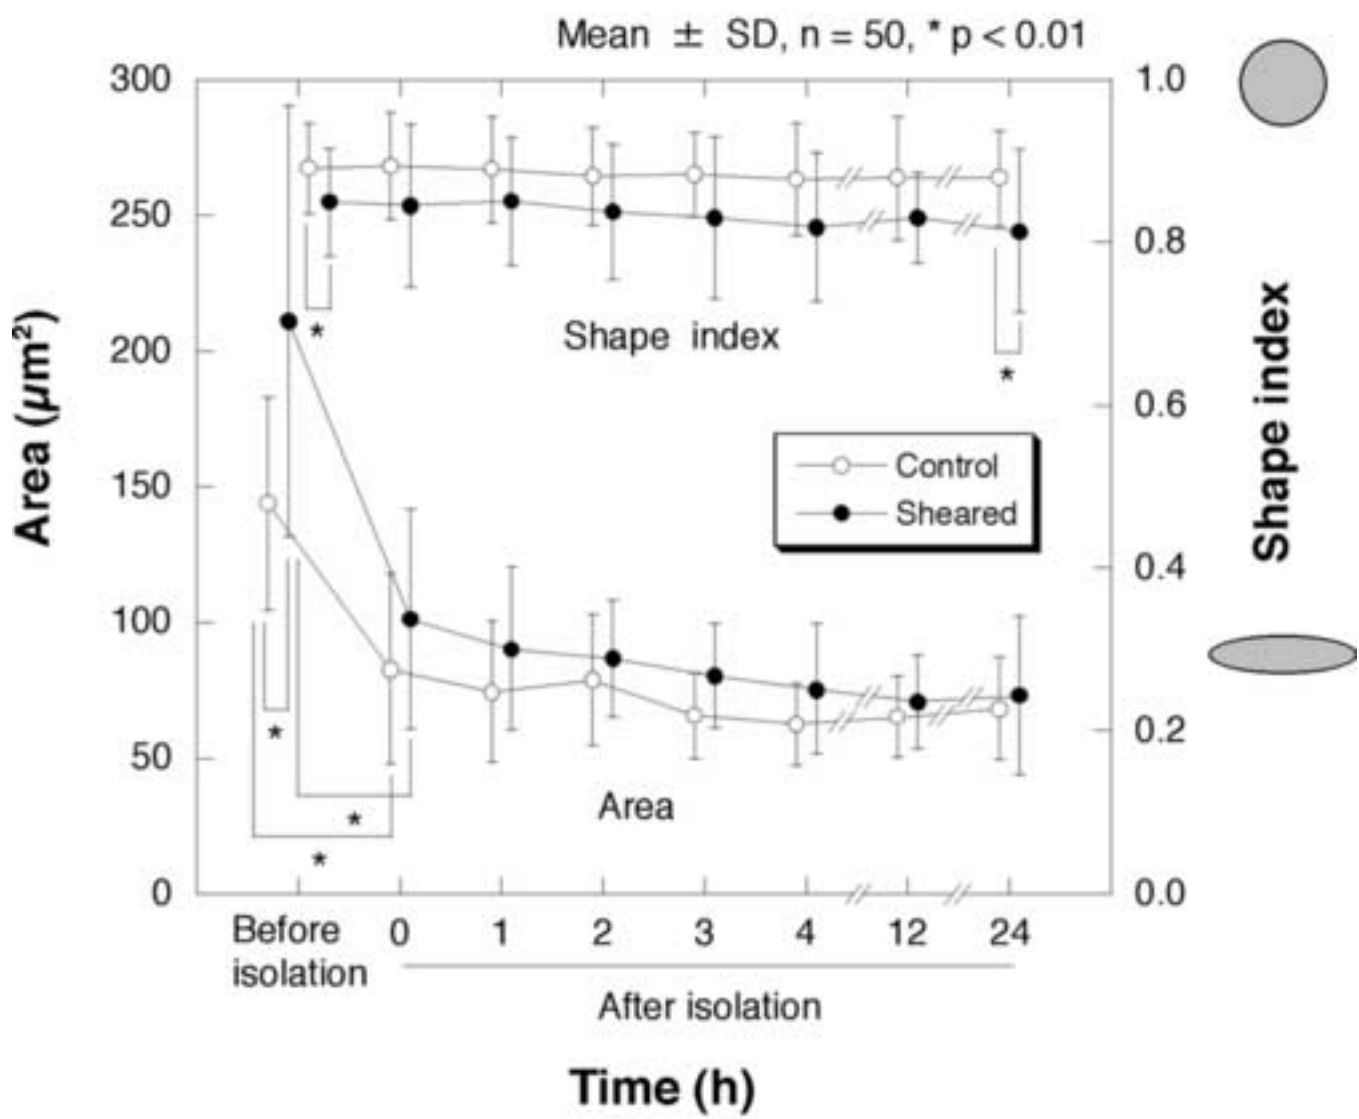 Mean ± SD, n = 50, * p < 0.01
300
250
200
150
100
50
0
Area (μm²)
1.0
0.8
0.6
0.4
0.2
0.0
Shape index
*
Shape index
*
Control
Sheared
*
*
*
Area
Before
isolation
0 1 2 3 4 12 24
After isolation
Time (h)